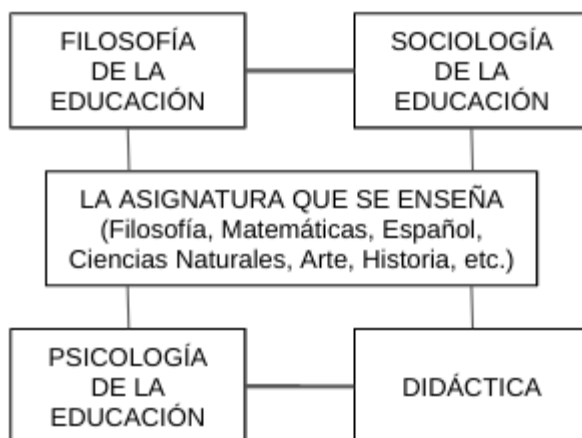 FILOSOFÍA
DE LA
EDUCACIÓN
SOCIOLOGÍA
DE LA
EDUCACIÓN
LA ASIGNATURA QUE SE ENSEÑA
(Filosofía, Matemáticas, Español,
Ciencias Naturales, Arte, Historia, etc.)
PSICOLOGÍA
DE LA
EDUCACIÓN
DIDÁCTICA